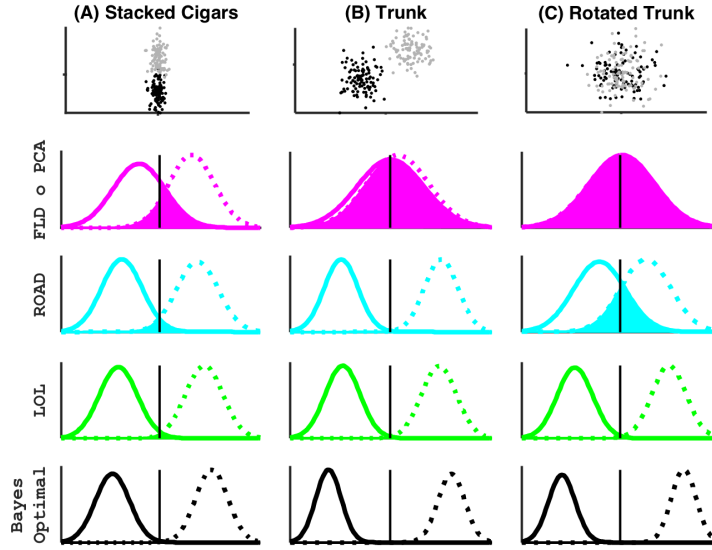 (A) Stacked Cigars
(B) Trunk
(C) Rotated Trunk
FLD o PCA
ROAD
LOL
Bayes
Optimal